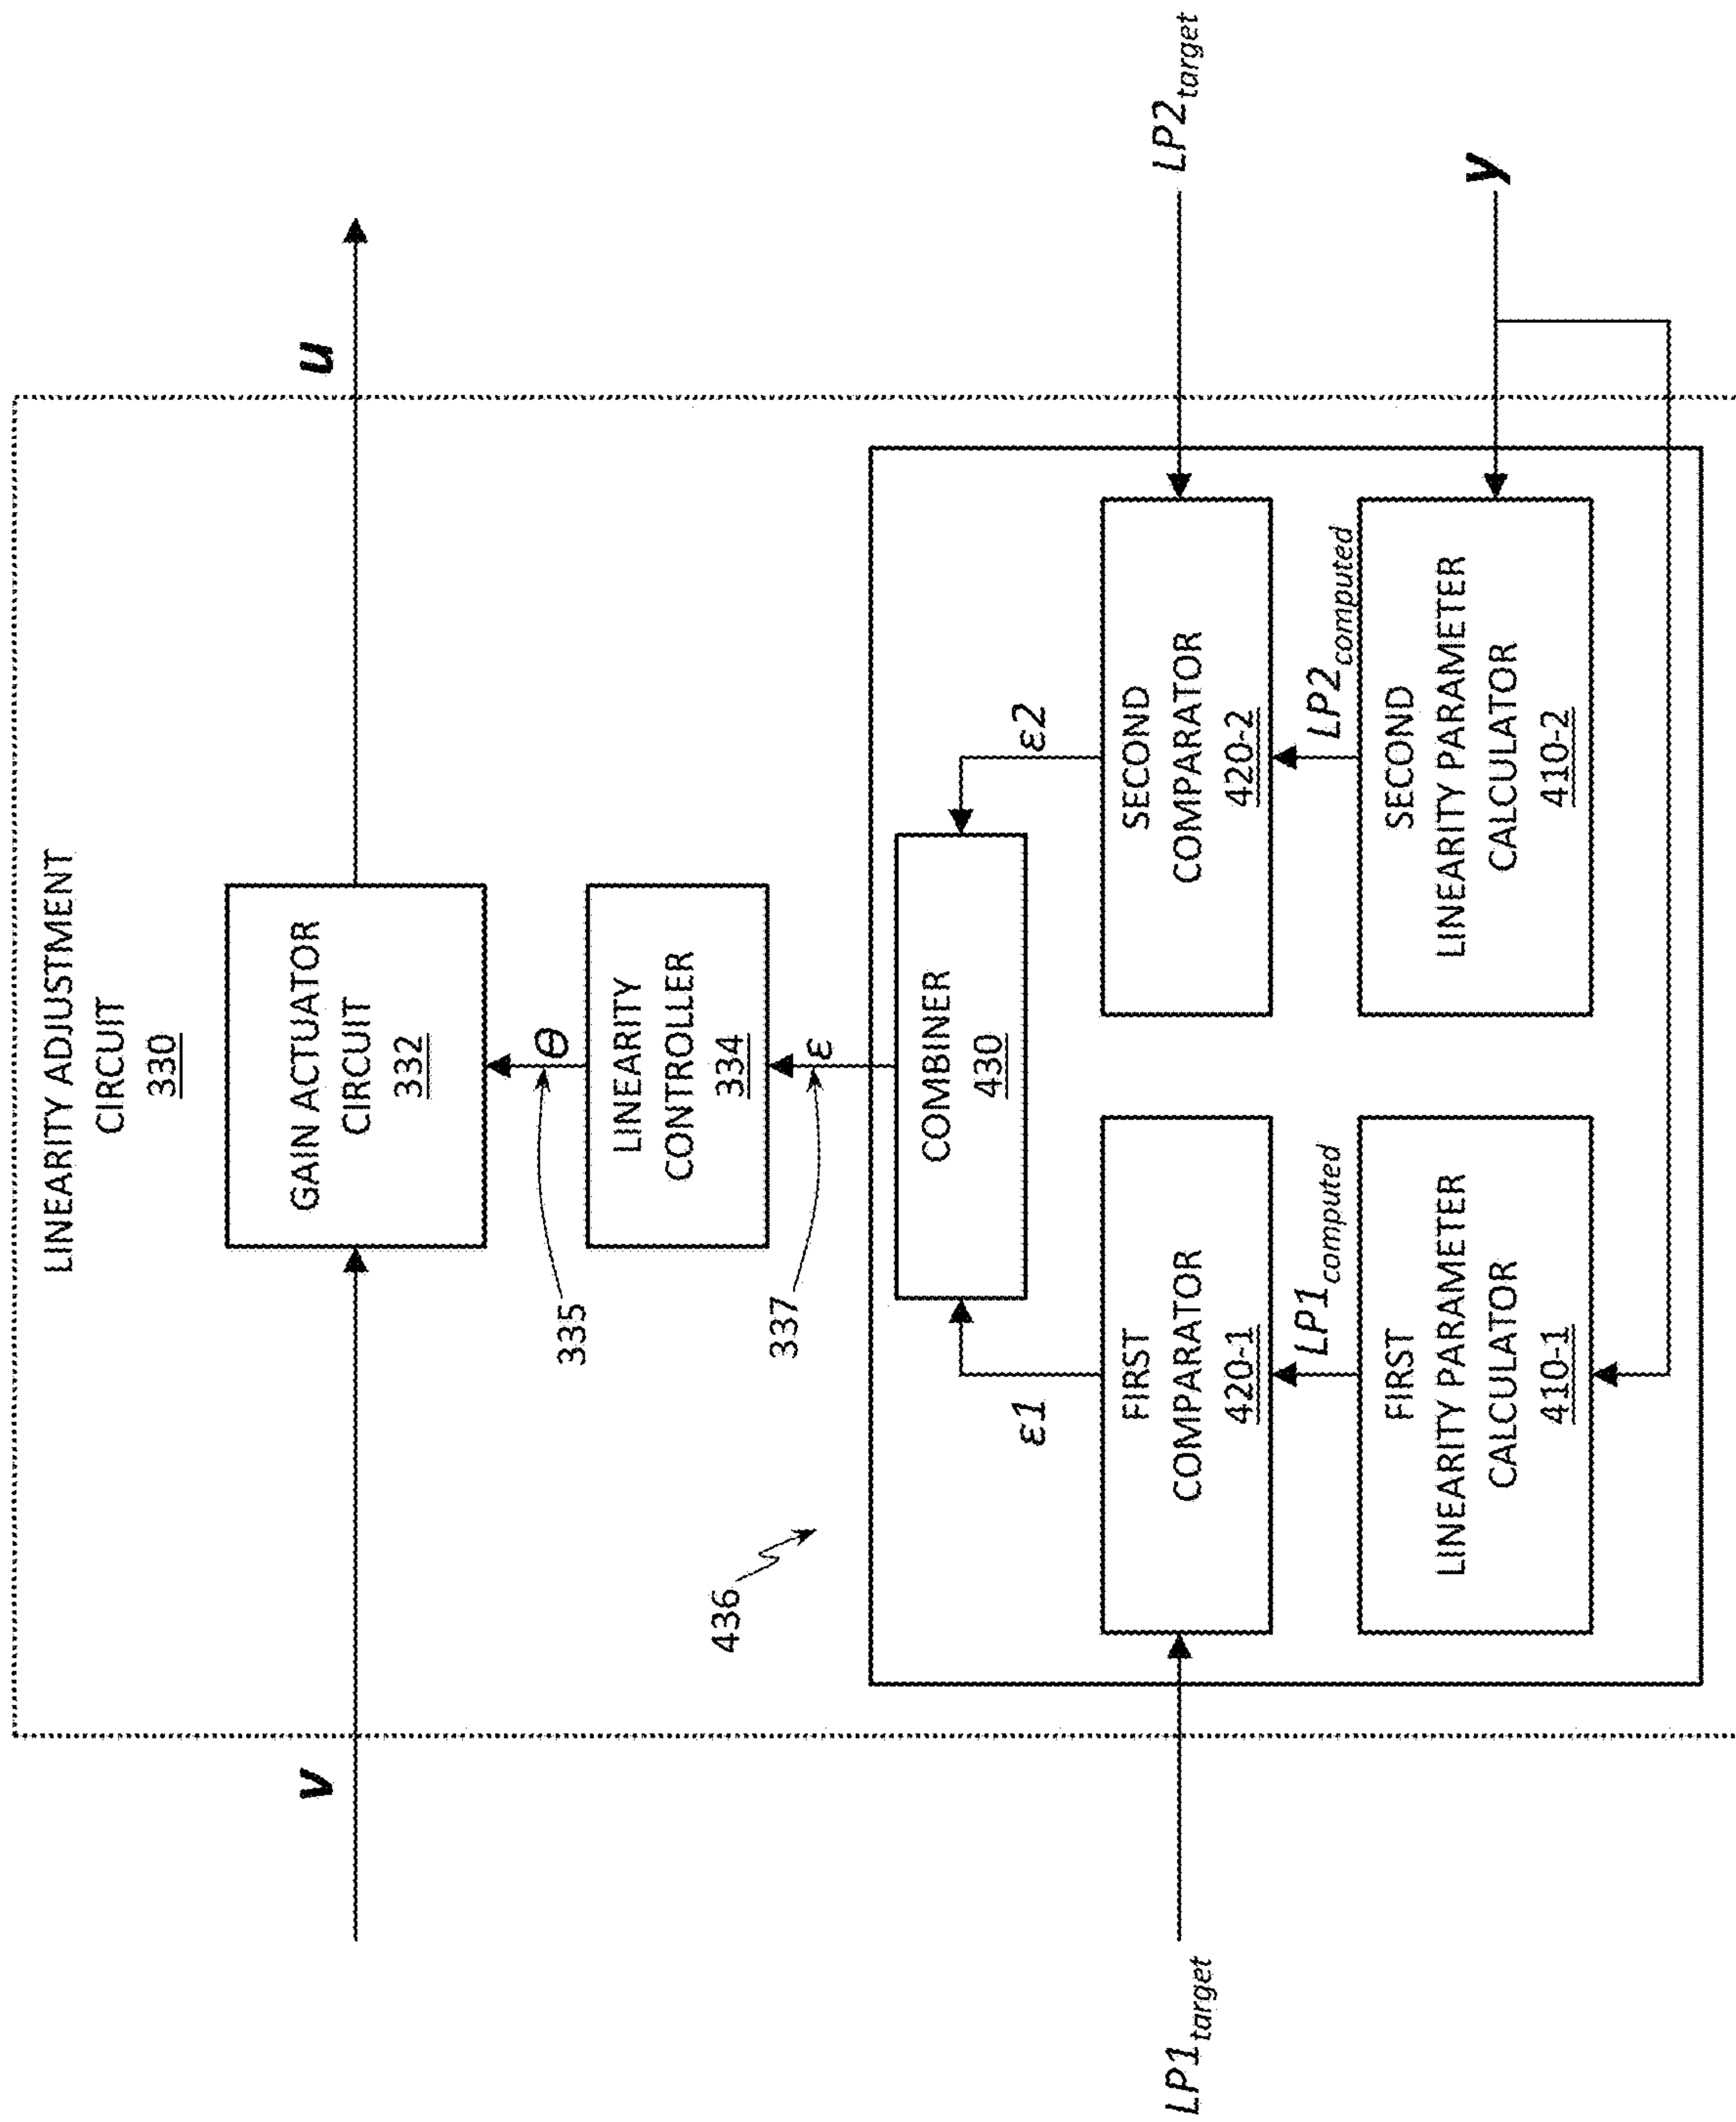 LINEARITY ADJUSTMENT
CIRCUIT
330
v
u
GAIN ACTUATOR
CIRCUIT
332
335
θ
LINEARITY
CONTROLLER
334
337
ε
436
COMBINER
430
ε1
ε2
LP1target
FIRST
COMPARATOR
420-1
SECOND
COMPARATOR
420-2
LP2target
LP1computed
LP2computed
FIRST
LINEARITY PARAMETER
CALCULATOR
410-1
SECOND
LINEARITY PARAMETER
CALCULATOR
410-2
y